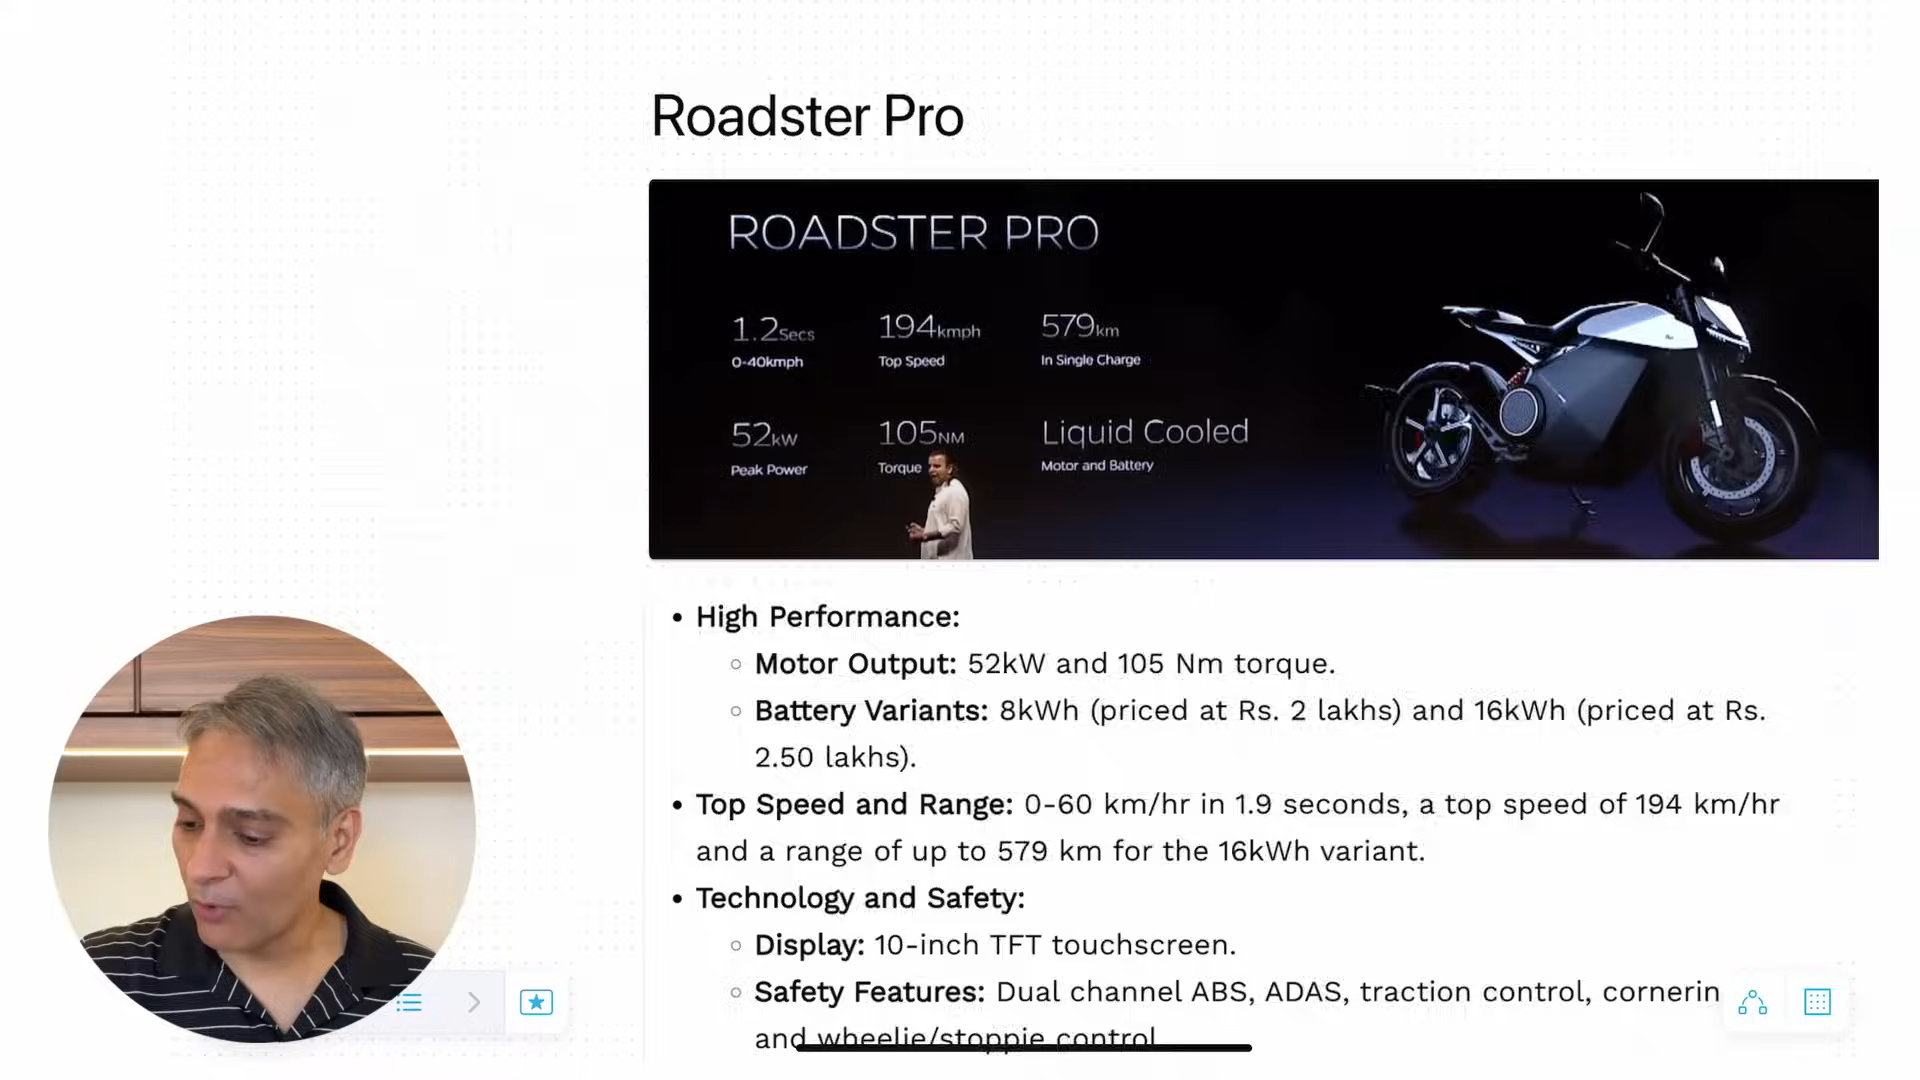 Roadster Pro
ROADSTER PRO
1.2Secs 194kmph 579km
0-40kmph Top Speed In Single Charge
52kW 105NM Liquid Cooled
Peak Power Torque Motor and Battery
• High Performance:
◦ Motor Output: 52kW and 105 Nm torque.
◦ Battery Variants: 8kWh (priced at Rs. 2 lakhs) and 16kWh (priced at Rs.
2.50 lakhs).
• Top Speed and Range: 0-60 km/hr in 1.9 seconds, a top speed of 194 km/hr
and a range of up to 579 km for the 16kWh variant.
• Technology and Safety:
◦ Display: 10-inch TFT touchscreen.
◦ Safety Features: Dual channel ABS, ADAS, traction control, cornerin
and wheelie/stoppie control